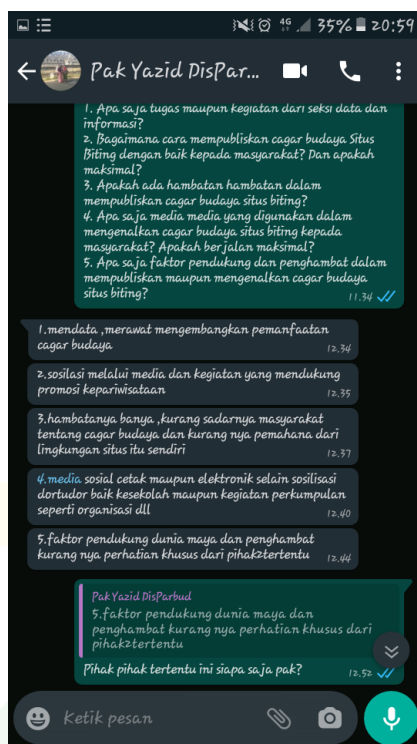 4G 35% 20:59
Pak Yazid DisPar...
1. Apa saja tugas maupun kegiatan dari seksi data dan
informasi?
2. Bagaimana cara mempubliskan cagar budaya Situs
Biting dengan baik kepada masyarakat? Dan apakah
maksimal?
3. Apakah ada hambatan hambatan dalam
mempubliskan cagar budaya situs biting?
4. Apa saja media media yang digunakan dalam
mengenalkan cagar budaya situs biting kepada
masyarakat? Apakah berjalan maksimal?
5. Apa saja faktor pendukung dan penghambat dalam
mempubliskan maupun mengenalkan cagar budaya
situs biting?
11.34
1.mendata ,merawat mengembangkan pemanfaatan
cagar budaya
12.34
2.sosilasi melalui media dan kegiatan yang mendukung
promosi kepariwisataan
12.35
3.hambatanya banya ,kurang sadarnya masyarakat
tentang cagar budaya dan kurang nya pemahana dari
lingkungan situs itu sendiri
12.37
4.media sosial cetak maupun elektronik selain sosilisasi
dortudor baik kesekolah maupun kegiatan perkumpulan
seperti organisasi dll
12.40
5.faktor pendukung dunia maya dan penghambat
kurang nya perhatian khusus dari pihak2tertentu
12.44
Pak Yazid DisParbud
5.faktor pendukung dunia maya dan
penghambat kurang nya perhatian khusus dari
pihak2tertentu
Pihak pihak tertentu ini siapa saja pak?
12.52
Ketik pesan